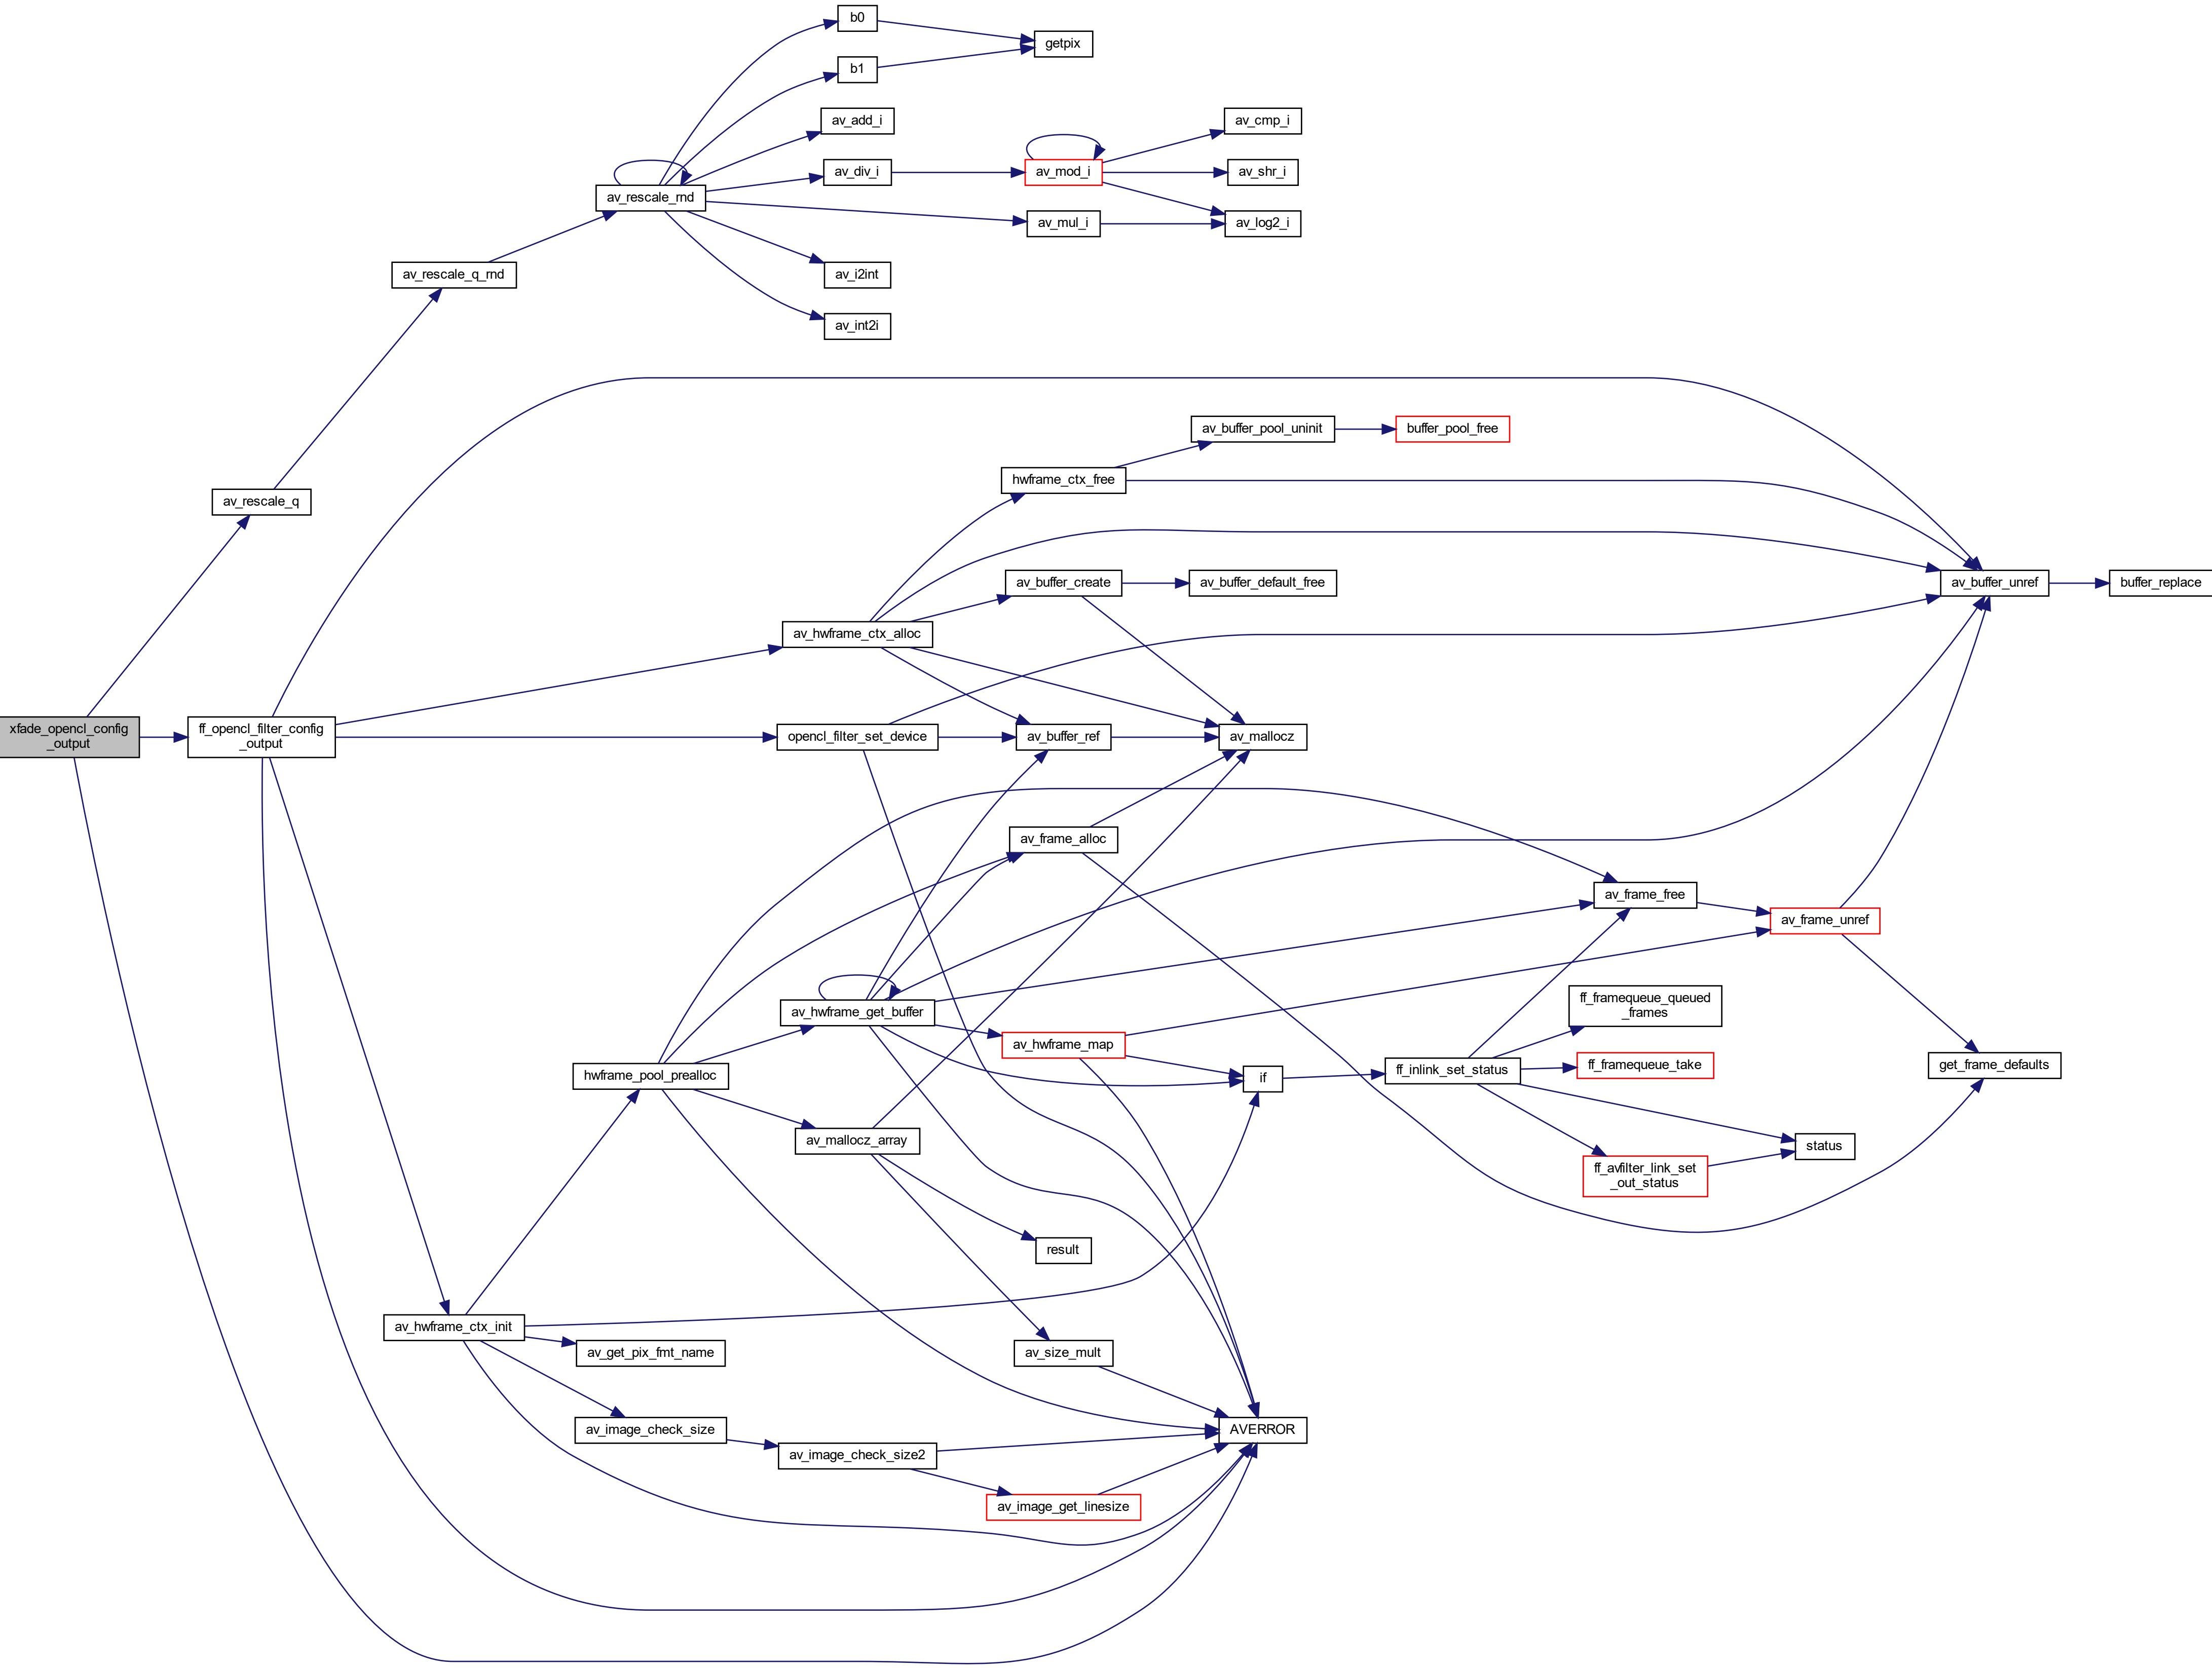 b0
getpix
b1
av_add_i
av_cmp_i
av_div_i
av_mod_i
av_shr_i
av_rescale_rnd
av_mul_i
av_log2_i
av_rescale_q_rnd
av_i2int
av_int2i
av_buffer_pool_uninit
buffer_pool_free
hwframe_ctx_free
av_rescale_q
av_buffer_create
av_buffer_default_free
av_buffer_unref
buffer_replace
av_hwframe_ctx_alloc
xfade_opencl_config
_output
ff_opencl_filter_config
_output
opencl_filter_set_device
av_buffer_ref
av_mallocz
av_frame_alloc
av_frame_free
av_frame_unref
av_hwframe_get_buffer
ff_framequeue_queued
_frames
av_hwframe_map
hwframe_pool_prealloc
if
ff_inlink_set_status
ff_framequeue_take
get_frame_defaults
av_mallocz_array
status
ff_avfilter_link_set
_out_status
result
av_hwframe_ctx_init
av_get_pix_fmt_name
av_size_mult
av_image_check_size
AVERROR
av_image_check_size2
av_image_get_linesize